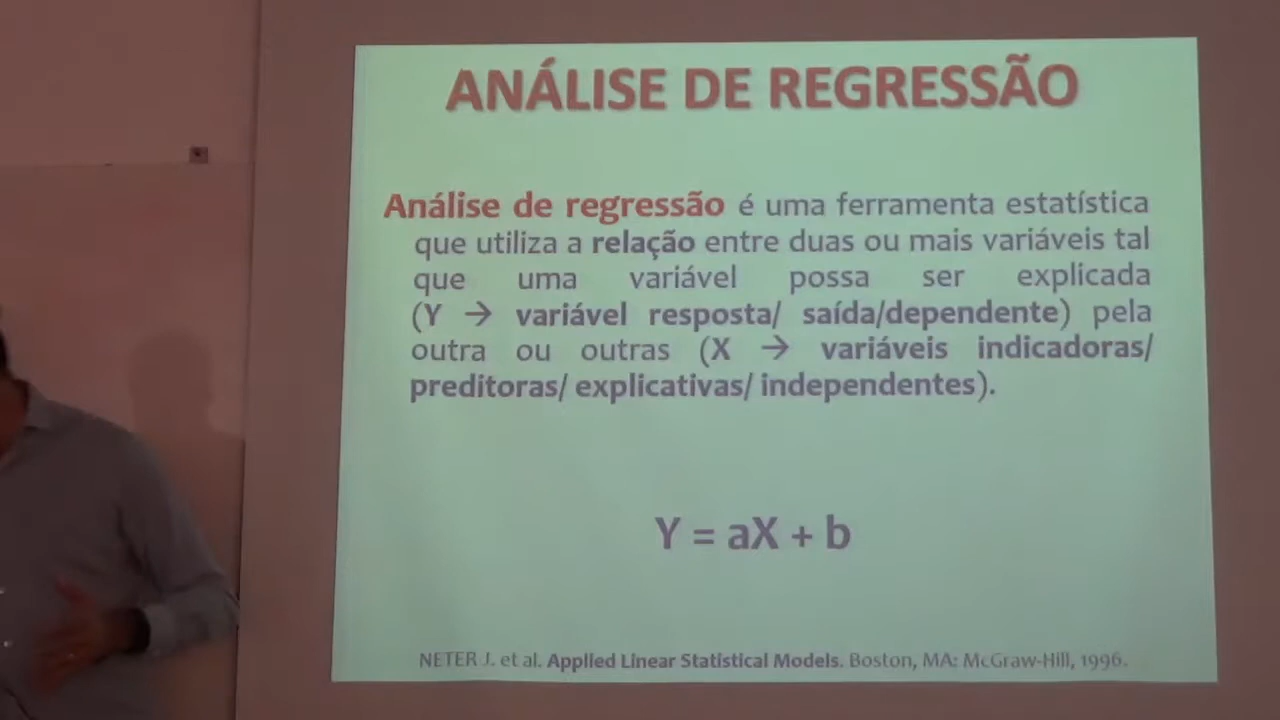 ANÁLISE DE REGRESSÃO
Análise de regressão é uma ferramenta estatística
que utiliza a relação entre duas ou mais variáveis tal
que uma variável possa ser explicada
(Y → variável resposta/ saída/dependente) pela
outra ou outras (X → variáveis indicadoras/
preditoras/ explicativas/ independentes).
Y = aX + b
NETER J. et al. Applied Linear Statistical Models. Boston, MA: McGraw-Hill, 1996.